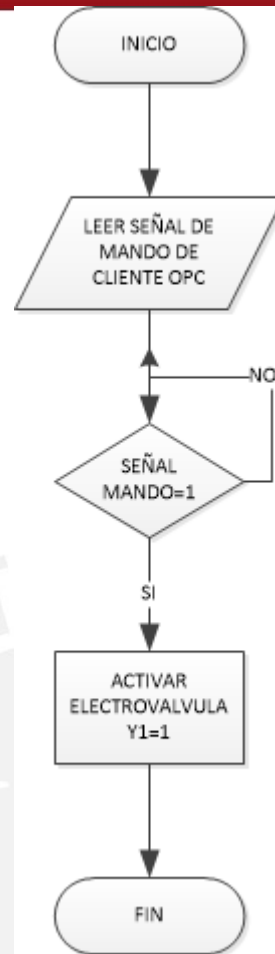 INICIO
LEER SEÑAL DE
MANDO DE
CLIENTE OPC
NO
SEÑAL
MANDO=1
SI
ACTIVAR
ELECTROVALVULA
Y1=1
FIN